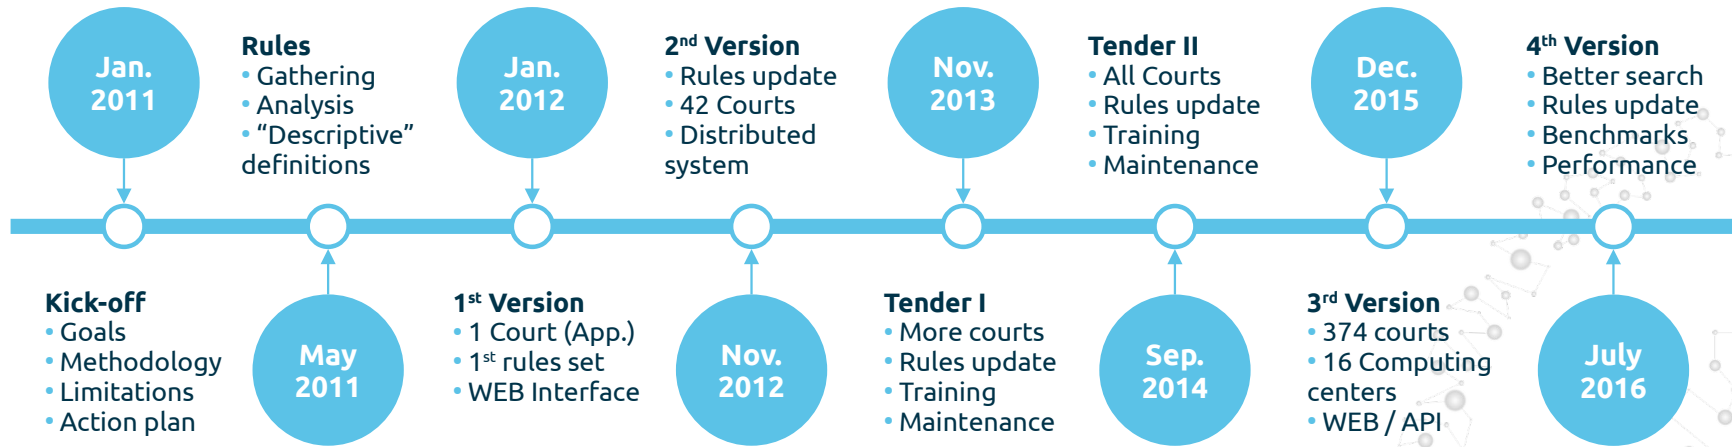 Jan.
2011
Kick-off
• Goals
• Methodology
• Limitations
• Action plan
Rules
• Gathering
• Analysis
• “Descriptive”
definitions
May
2011
Jan.
2012
1st Version
• 1 Court (App.)
• 1st rules set
• WEB Interface
2nd Version
• Rules update
• 42 Courts
• Distributed
system
Nov.
2012
Nov.
2013
Tender I
• More courts
• Rules update
• Training
• Maintenance
Tender II
• All Courts
• Rules update
• Training
• Maintenance
Sep.
2014
Dec.
2015
3rd Version
• 374 courts
• 16 Computing
centers
• WEB / API
4th Version
• Better search
• Rules update
• Benchmarks
• Performance
July
2016